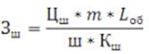 Зш = Цш * m * Lоб
ш * Кш